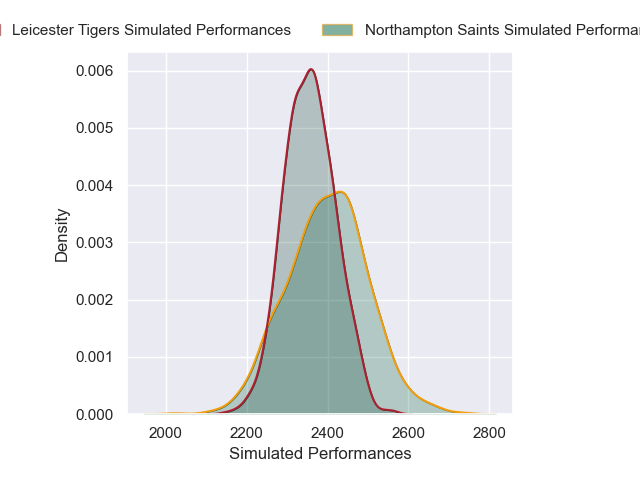 Leicester Tigers Simulated Performances
Northampton Saints Simulated Performa
0.006
0.005
0.004
0.003
0.002
0.001
0.000
Density
2000 2200 2400 2600 2800
Simulated Performances